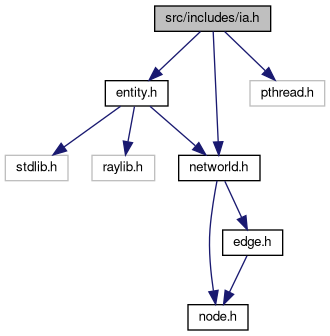 src/includes/ia.h
entity.h
pthread.h
stdlib.h
raylib.h
networld.h
edge.h
node.h